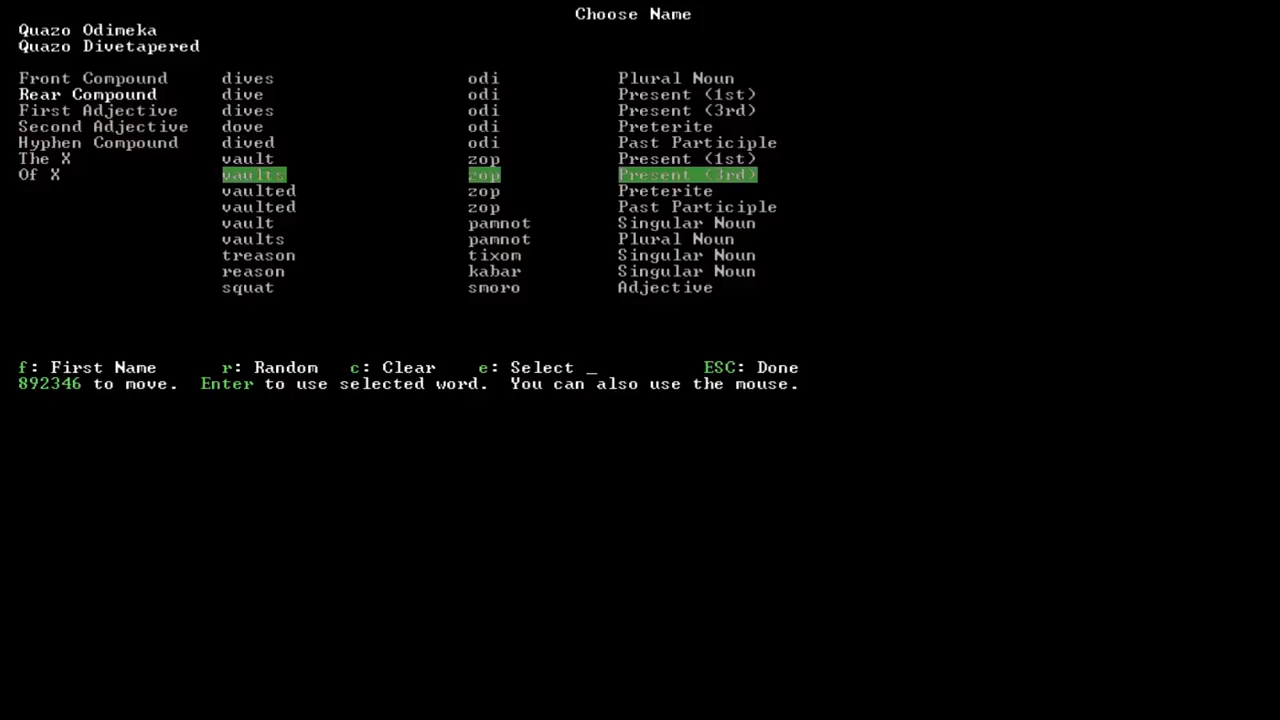 Choose Name
Quazo Odimeka
Quazo Divetapered
Front Compound dives odi Plural Noun
Rear Compound dive odi Present (1st)
First Adjective dives odi Present (3rd)
Second Adjective dove odi Preterite
Hyphen Compound dived odi Past Participle
The X vault zop Present (1st)
Of X vaults zop Present (3rd)
vaulted zop Preterite
vaulted zop Past Participle
vault pamnot Singular Noun
vaults pamnot Plural Noun
treason tixom Singular Noun
reason kabar Singular Noun
squat smoro Adjective
f: First Name r: Random c: Clear e: Select _ ESC: Done
892346 to move. Enter to use selected word. You can also use the mouse.